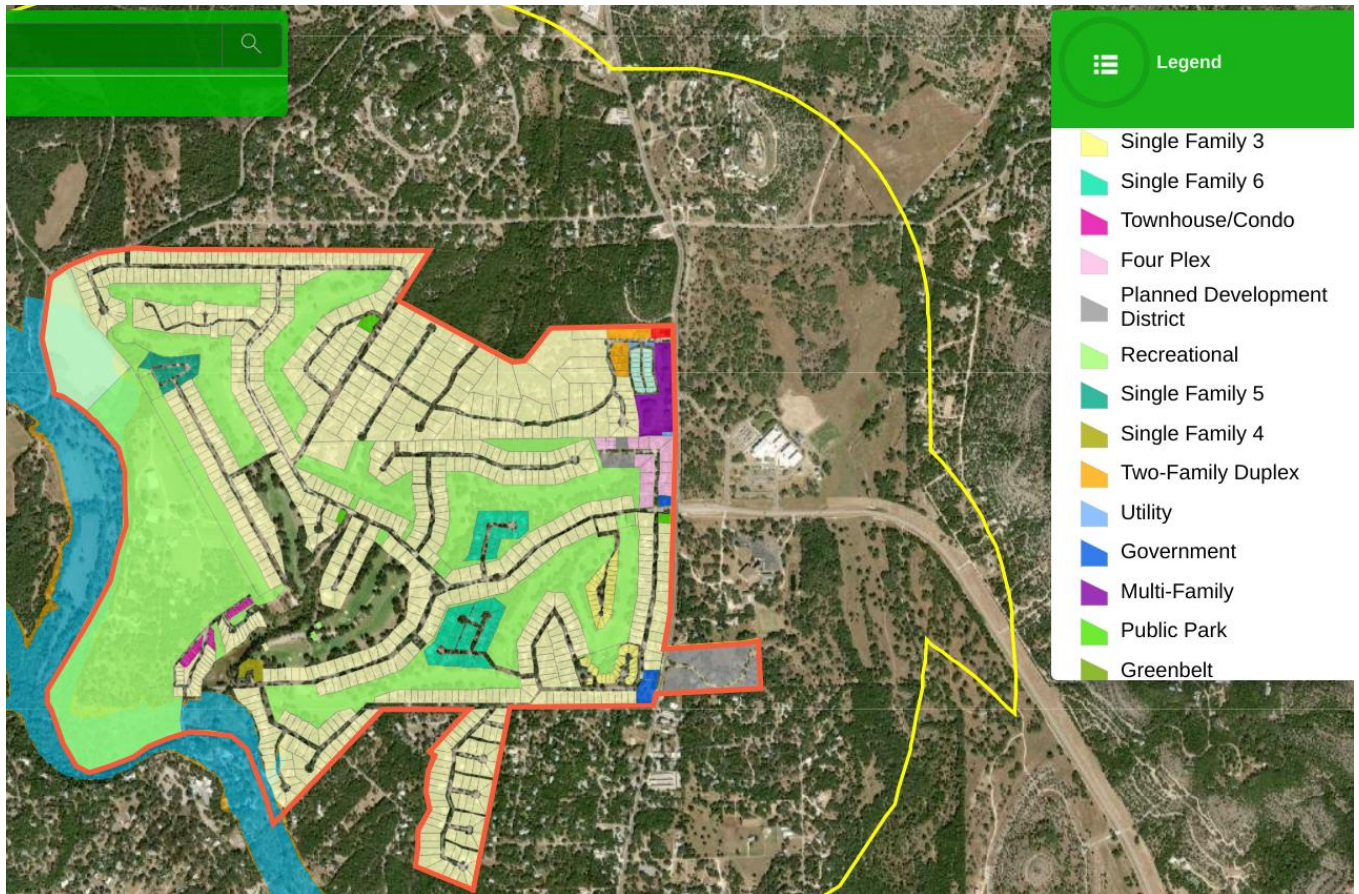 Legend
Single Family 3
Single Family 6
Townhouse/Condo
Four Plex
Planned Development
District
Recreational
Single Family 5
Single Family 4
Two-Family Duplex
Utility
Government
Multi-Family
Public Park
Greenbelt